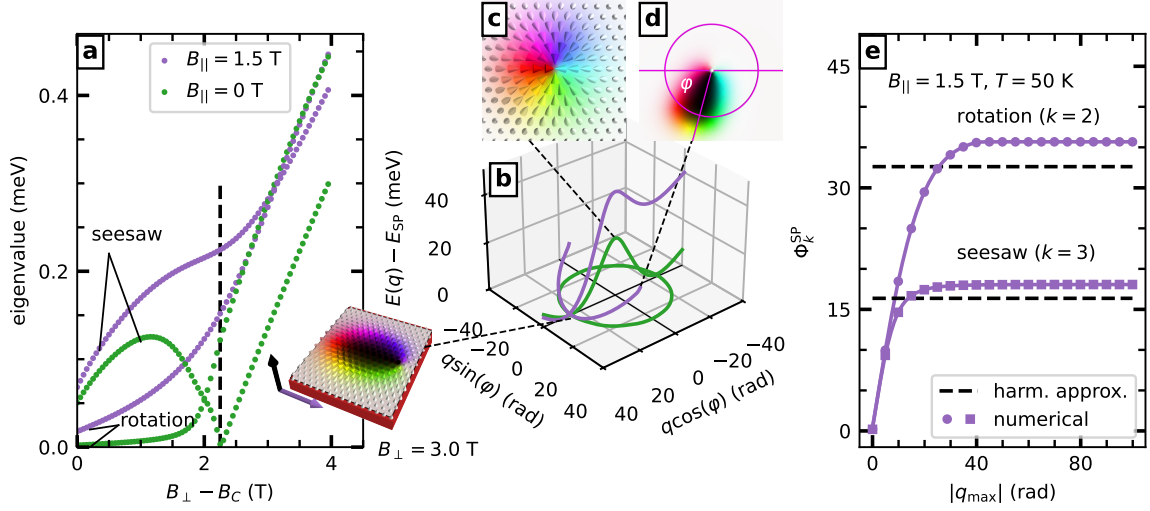 a
B|| = 1.5 T
B|| = 0 T
eigenvalue (meV)
0.4
0.2
0.0
seesaw
rotation
0
2
4
B⊥ − BC (T)
c
d
φ
b
E(q) − ESP (meV)
40
20
0
−40
−20
0
20
40
qsin(φ) (rad)
−40
−20
0
20
40
qcos(φ) (rad)
B⊥ = 3.0 T
e
B|| = 1.5 T, T = 50 K
rotation (k = 2)
seesaw (k = 3)
ΦkSP
45
30
15
0
harm. approx.
numerical
0
40
80
|qmax| (rad)